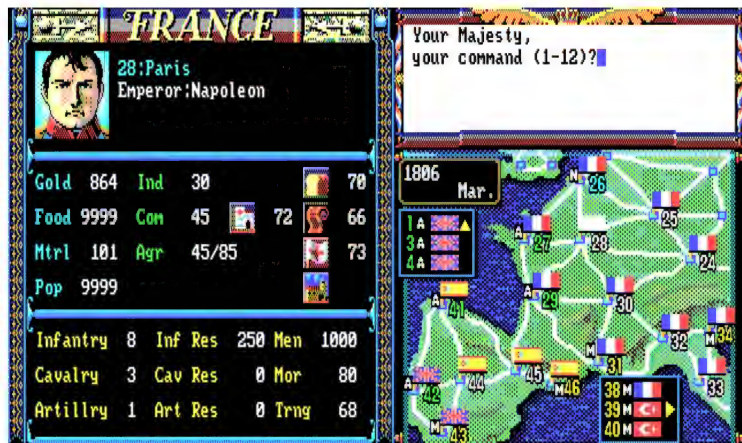 FRANCE
28:Paris
Emperor:Napoleon
Gold 864 Ind 30 70
Food 9999 Com 45 72 66
Mtrl 101 Agr 45/85 73
Pop 9999
Infantry 8 Inf Res 250 Men 1000
Cavalry 3 Cav Res 0 Mor 80
Artillry 1 Art Res 0 Trng 68
Your Majesty,
your command (1-12)?
1806
Mar.
1 A
3 A
4 A
N 26
25
A 27
28
24
A 29
30
A 41
32
M 34
M 31
33
45
M 46
44
A 42
M 43
38 M
39 M
40 M